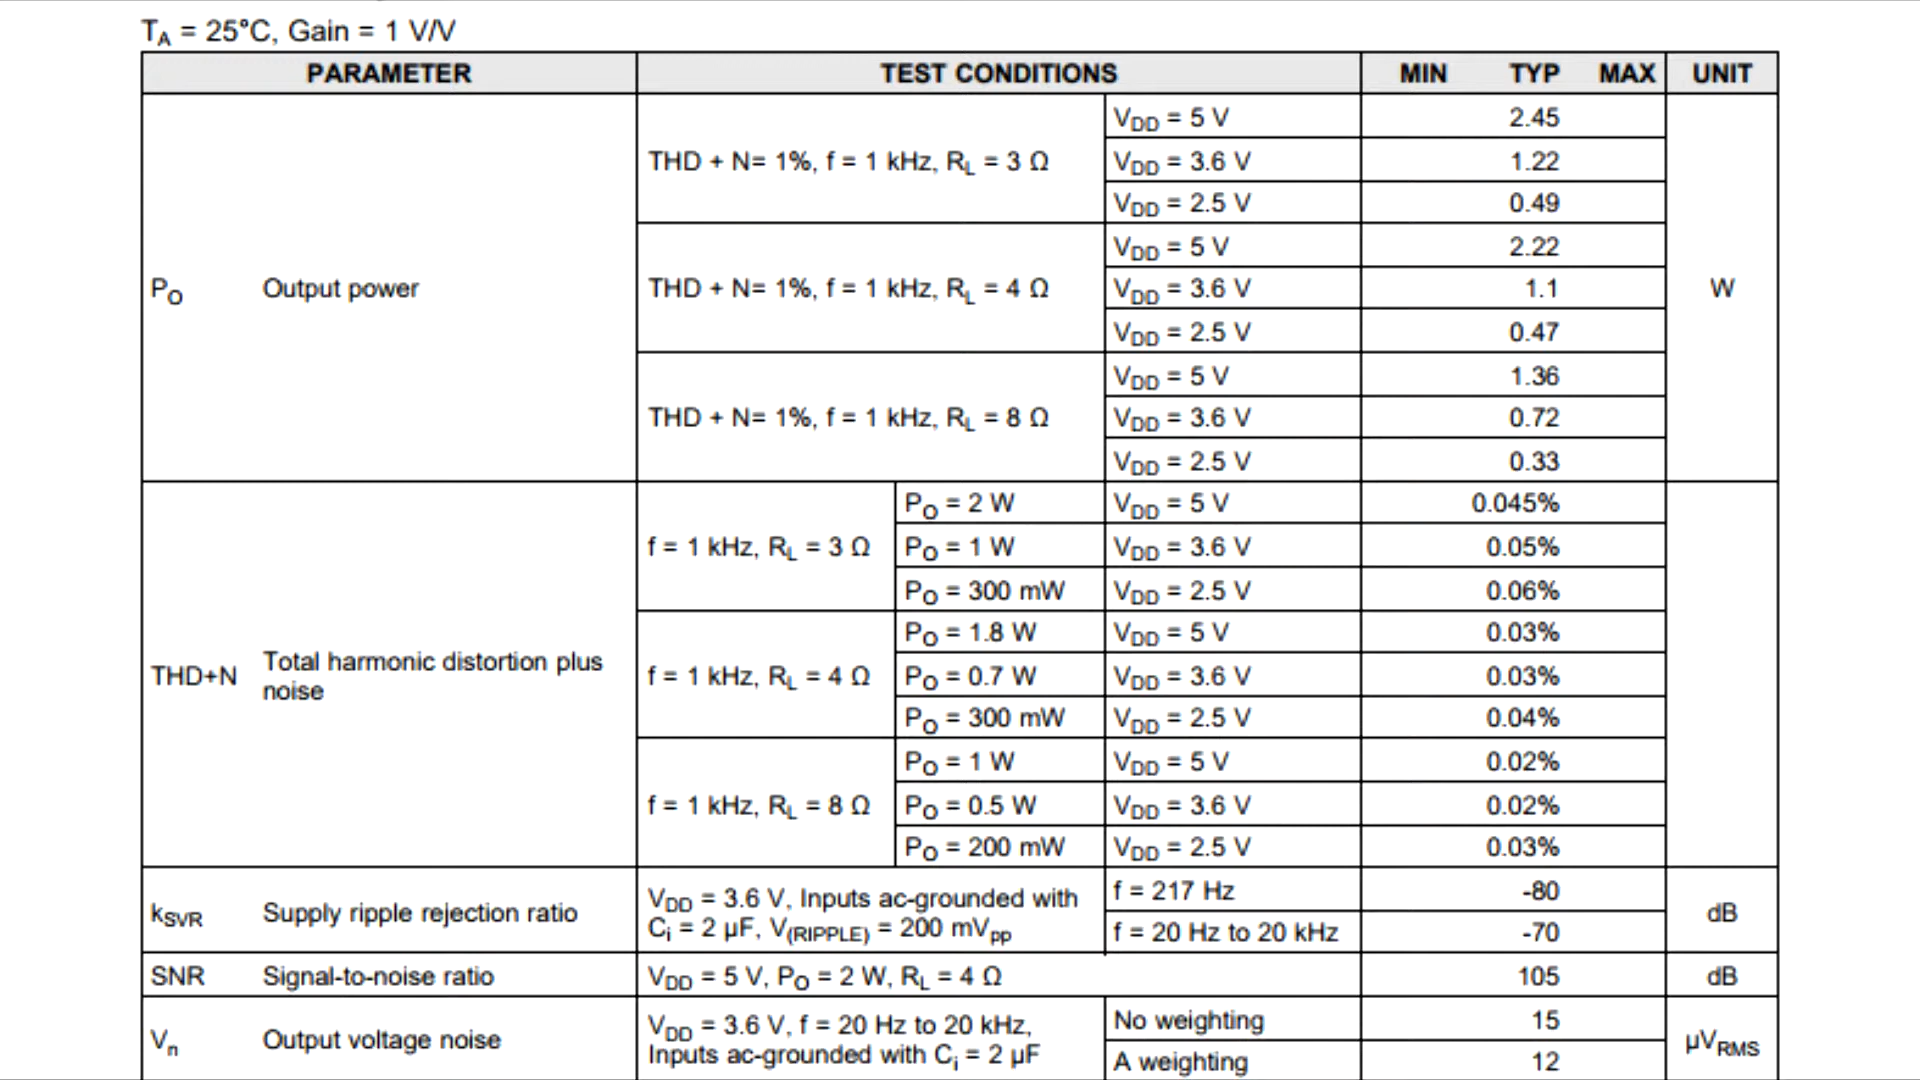 TA = 25°C, Gain = 1 V/V
PARAMETER TEST CONDITIONS MIN TYP MAX UNIT
PO Output power THD + N= 1%, f = 1 kHz, RL = 3 Ω VDD = 5 V 2.45 W
VDD = 3.6 V 1.22
VDD = 2.5 V 0.49
THD + N= 1%, f = 1 kHz, RL = 4 Ω VDD = 5 V 2.22
VDD = 3.6 V 1.1
VDD = 2.5 V 0.47
THD + N= 1%, f = 1 kHz, RL = 8 Ω VDD = 5 V 1.36
VDD = 3.6 V 0.72
VDD = 2.5 V 0.33
THD+N Total harmonic distortion plus
noise
f = 1 kHz, RL = 3 Ω PO = 2 W VDD = 5 V 0.045%
PO = 1 W VDD = 3.6 V 0.05%
PO = 300 mW VDD = 2.5 V 0.06%
f = 1 kHz, RL = 4 Ω PO = 1.8 W VDD = 5 V 0.03%
PO = 0.7 W VDD = 3.6 V 0.03%
PO = 300 mW VDD = 2.5 V 0.04%
f = 1 kHz, RL = 8 Ω PO = 1 W VDD = 5 V 0.02%
PO = 0.5 W VDD = 3.6 V 0.02%
PO = 200 mW VDD = 2.5 V 0.03%
kSVR Supply ripple rejection ratio VDD = 3.6 V, Inputs ac-grounded with
Ci = 2 µF, V(RIPPLE) = 200 mVpp
f = 217 Hz -80 dB
f = 20 Hz to 20 kHz -70
SNR Signal-to-noise ratio VDD = 5 V, PO = 2 W, RL = 4 Ω 105 dB
Vn Output voltage noise VDD = 3.6 V, f = 20 Hz to 20 kHz,
Inputs ac-grounded with Ci = 2 µF
No weighting 15 µVRMS
A weighting 12